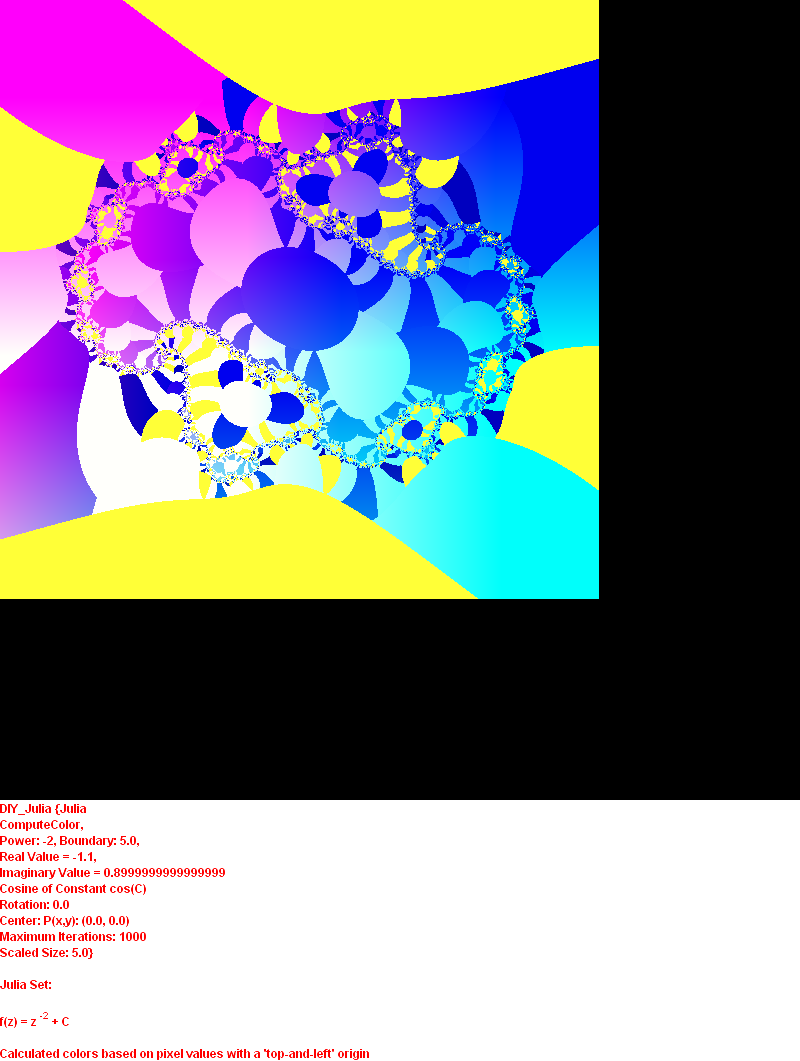 DIY_Julia {Julia
ComputeColor,
Power: -2, Boundary: 5.0,
Real Value = -1.1,
Imaginary Value = 0.8999999999999999
Cosine of Constant cos(C)
Rotation: 0.0
Center: P(x,y): (0.0, 0.0)
Maximum Iterations: 1000
Scaled Size: 5.0}
Julia Set:
f(z) = z -2 + C
Calculated colors based on pixel values with a 'top-and-left' origin